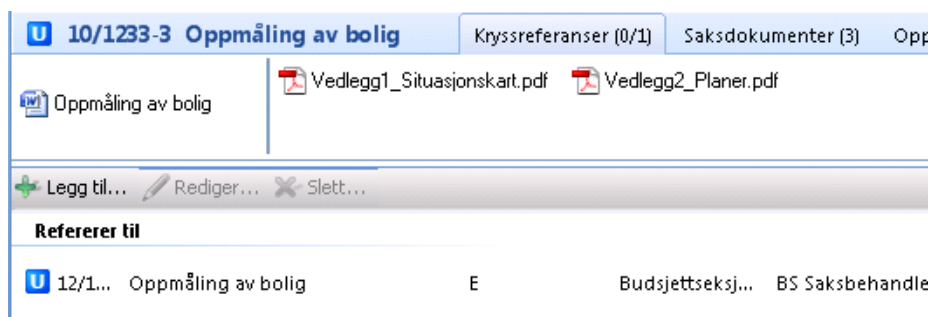 U 10/1233-3 Oppmåling av bolig Kryssreferanser (0/1) Saksdokumenter (3) Opp
Vedlegg1_Situasjonskart.pdf Vedlegg2_Planer.pdf
Oppmåling av bolig
Legg til... Rediger... Slett...
Refererer til
U 12/1... Oppmåling av bolig E Budsjettseksj... BS Saksbehandle